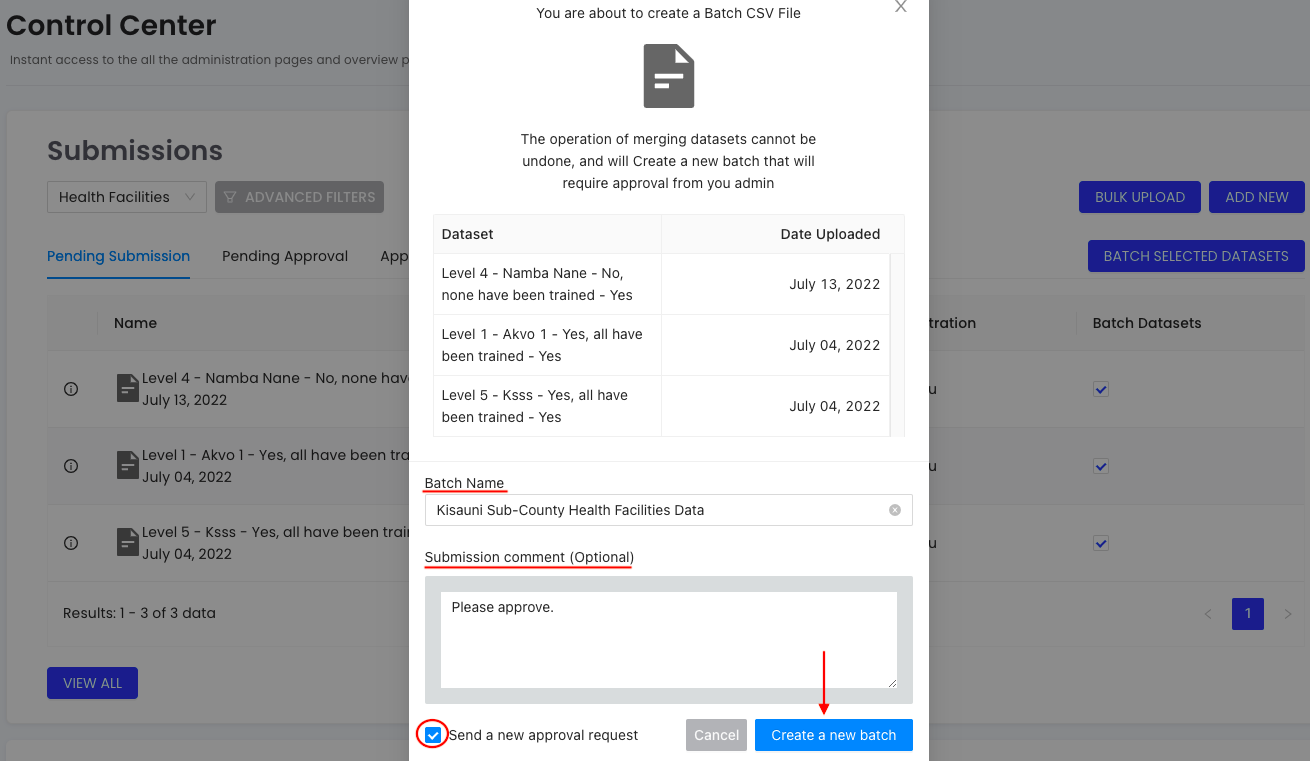 Control Center
Instant access to the all the administration pages and overview p
Submissions
Health Facilities
ADVANCED FILTERS
BULK UPLOAD
ADD NEW
Pending Submission
Pending Approval
App
BATCH SELECTED DATASETS
Name
tration
Batch Datasets
Level 4 - Namba Nane - No, none hav
July 13, 2022
u
Level 1 - Akvo 1 - Yes, all have been tra
July 04, 2022
u
Level 5 - Ksss - Yes, all have been train
July 04, 2022
u
Results: 1 - 3 of 3 data
1
VIEW ALL
You are about to create a Batch CSV File
The operation of merging datasets cannot be
undone, and will Create a new batch that will
require approval from you admin
Dataset
Date Uploaded
Level 4 - Namba Nane - No,
none have been trained - Yes
July 13, 2022
Level 1 - Akvo 1 - Yes, all have
been trained - Yes
July 04, 2022
Level 5 - Ksss - Yes, all have
been trained - Yes
July 04, 2022
Batch Name
Kisauni Sub-County Health Facilities Data
Submission comment (Optional)
Please approve.
Send a new approval request
Cancel
Create a new batch